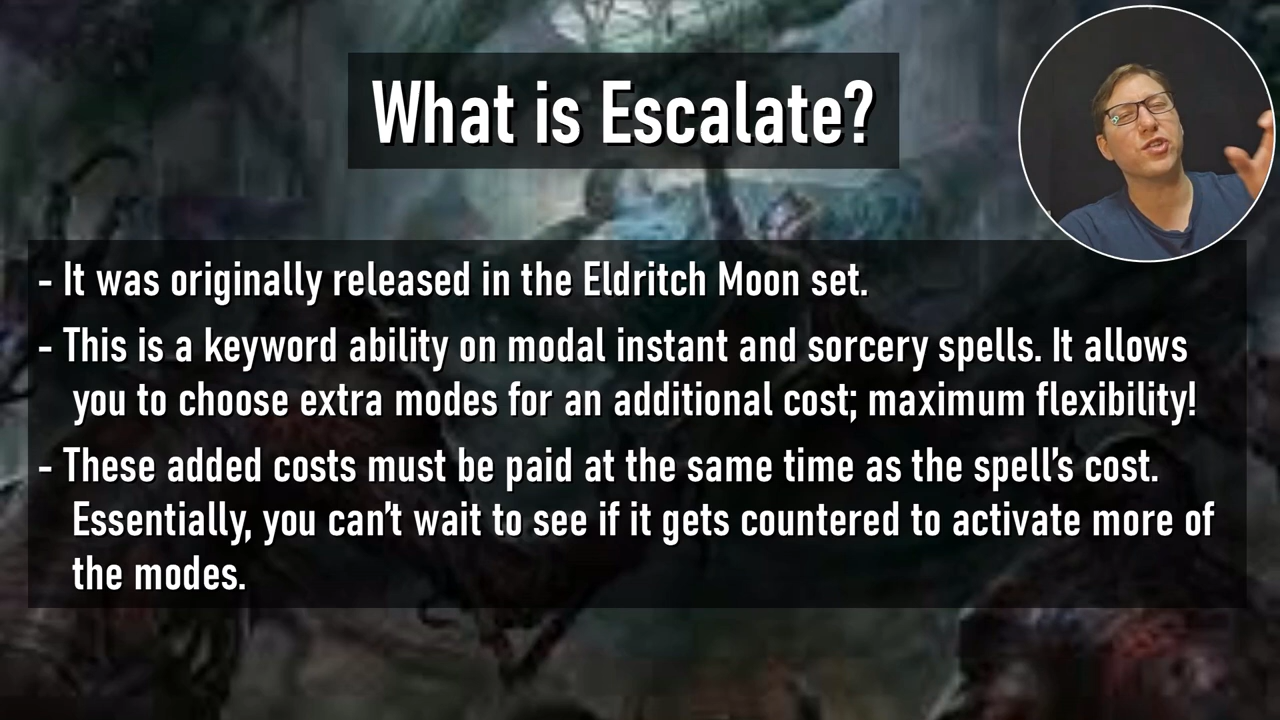 What is Escalate?
- It was originally released in the Eldritch Moon set.
- This is a keyword ability on modal instant and sorcery spells. It allows
you to choose extra modes for an additional cost; maximum flexibility!
- These added costs must be paid at the same time as the spell's cost.
Essentially, you can't wait to see if it gets countered to activate more of
the modes.